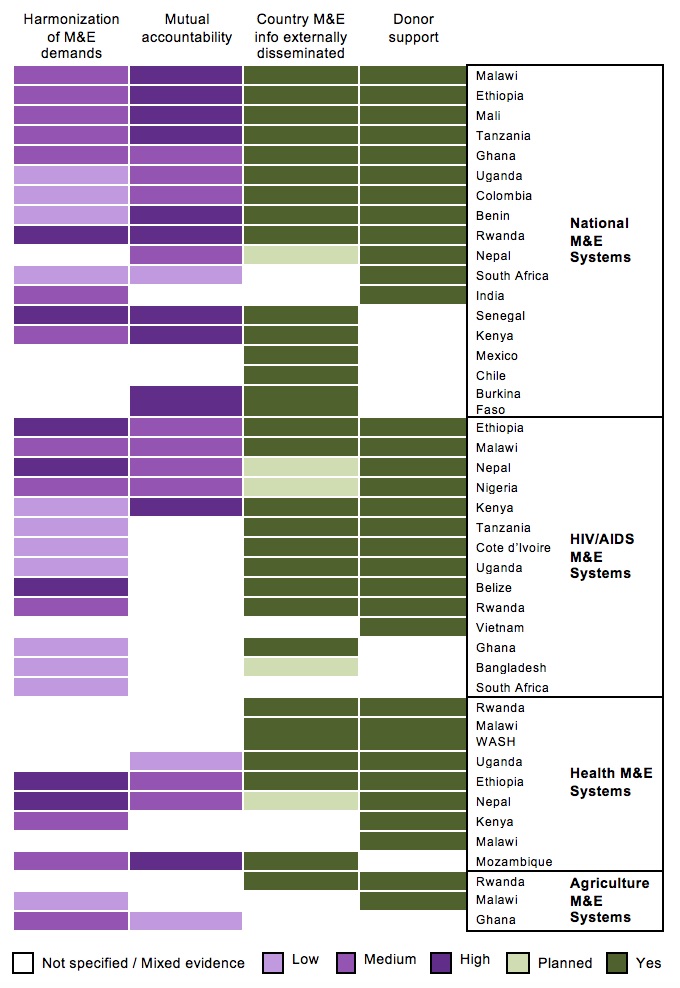 Harmonization
of M&E
demands
Mutual
accountability
Country M&E
info externally
disseminated
Donor
support
Malawi
Ethiopia
Mali
Tanzania
Ghana
Uganda
Colombia
Benin
Rwanda
Nepal
South Africa
India
Senegal
Kenya
Mexico
Chile
Burkina
Faso
National
M&E
Systems
Ethiopia
Malawi
Nepal
Nigeria
Kenya
Tanzania
Cote d'Ivoire
Uganda
Belize
Rwanda
Vietnam
Ghana
Bangladesh
South Africa
HIV/AIDS
M&E
Systems
Rwanda
Malawi
WASH
Uganda
Ethiopia
Nepal
Kenya
Malawi
Mozambique
Health M&E
Systems
Rwanda
Malawi
Ghana
Agriculture
M&E
Systems
Not specified / Mixed evidence
Low
Medium
High
Planned
Yes